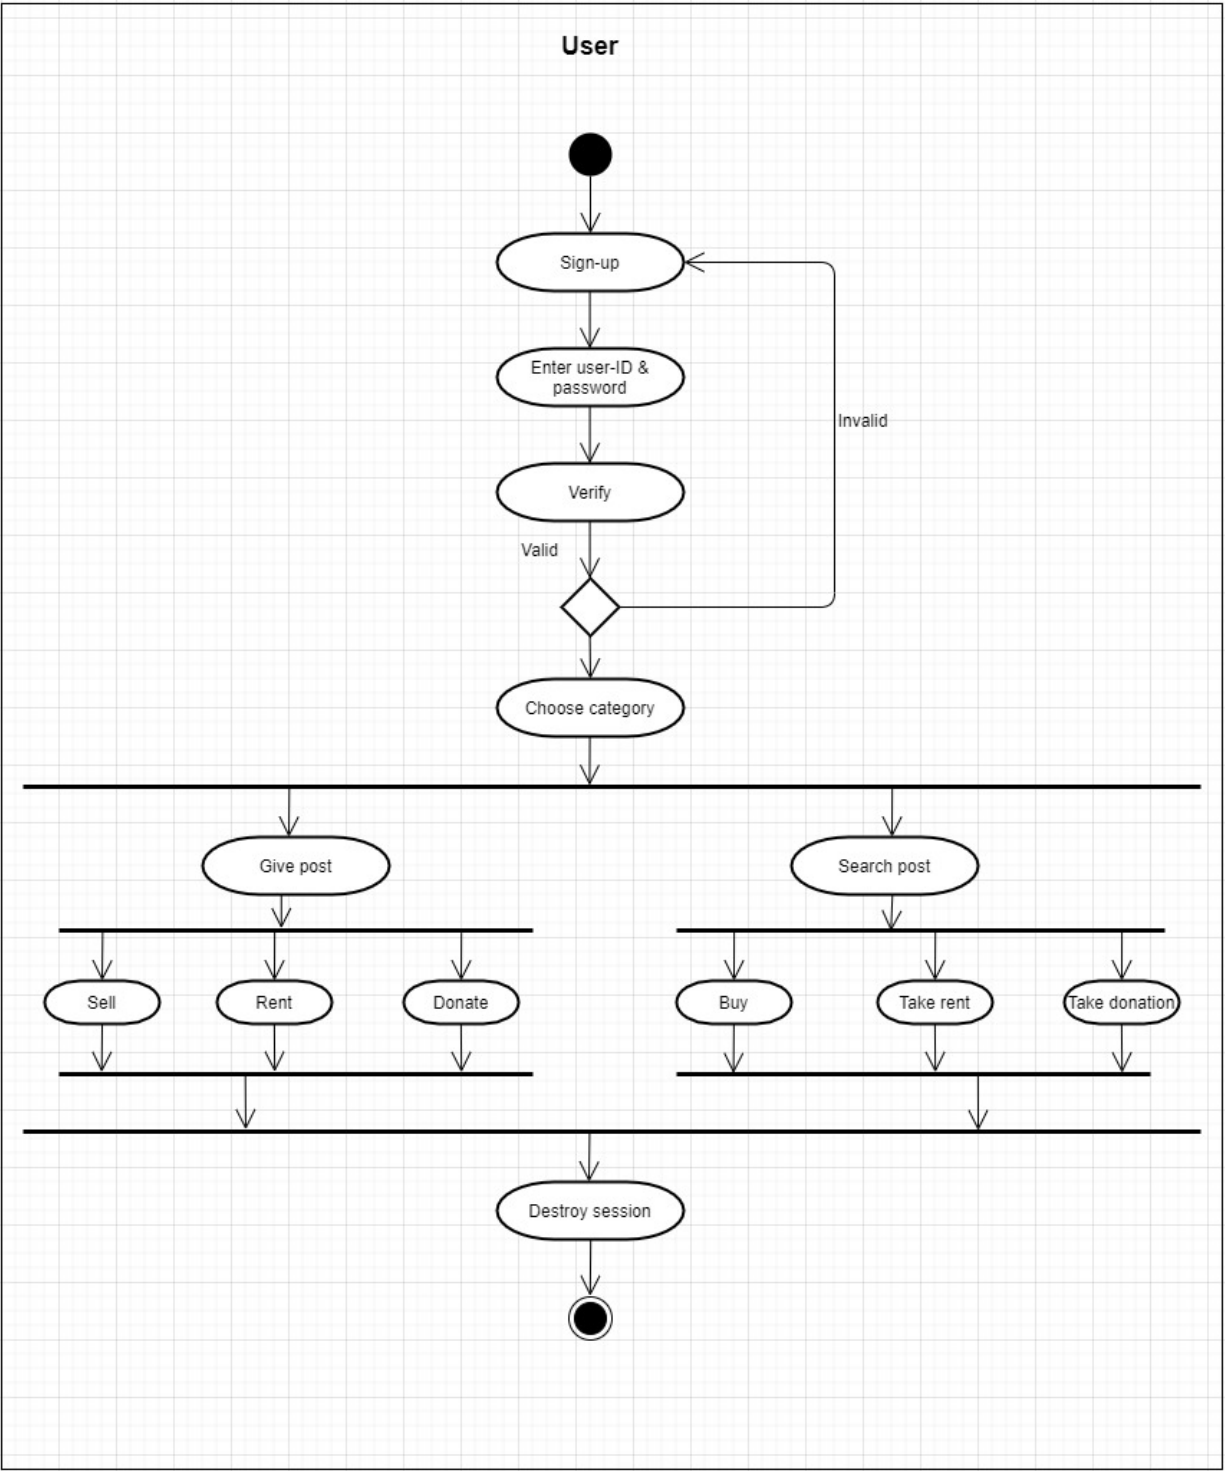 User
Sign-up
Enter user-ID &
password
Invalid
Verify
Valid
Choose category
Give post
Search post
Sell
Rent
Donate
Buy
Take rent
Take donation
Destroy session